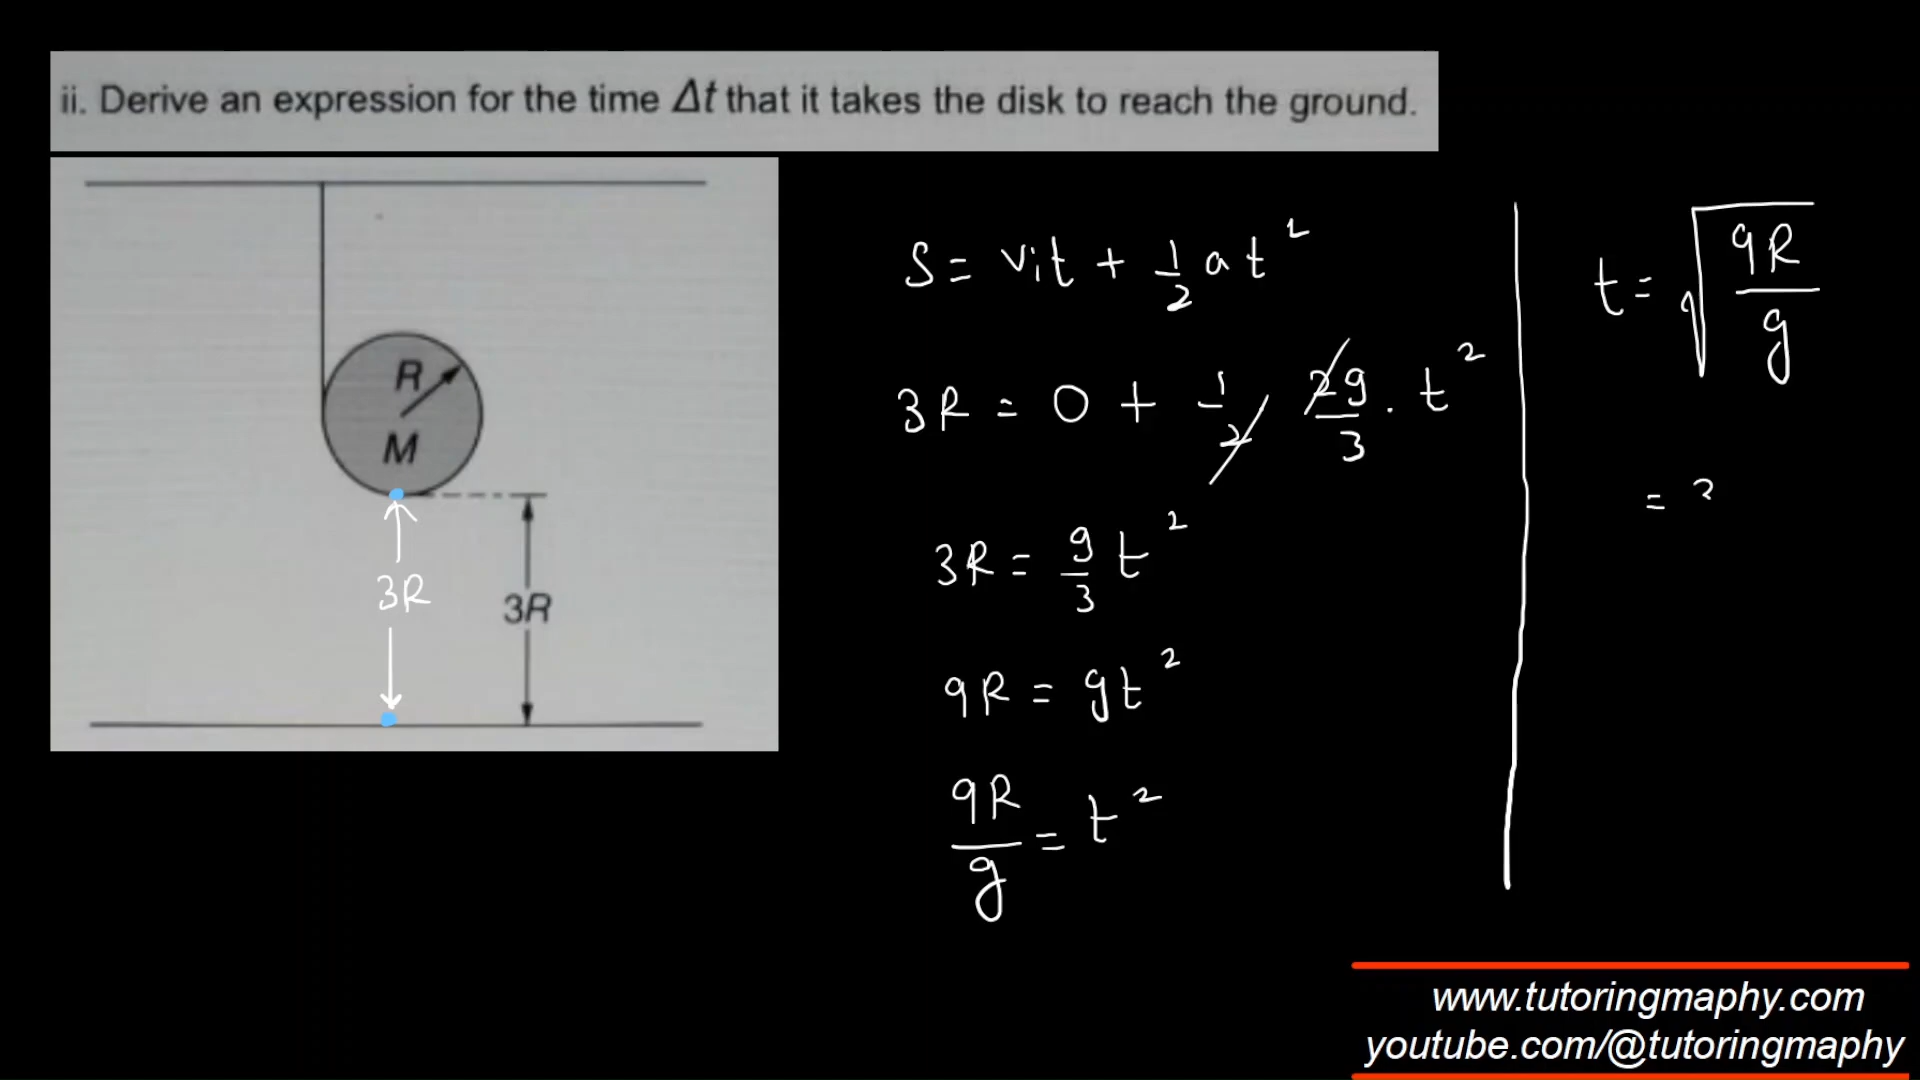 ii. Derive an expression for the time Δt that it takes the disk to reach the ground.
R
M
3R
3R
S = vit + 1/2 at²
3R = 0 + 1/2 2g/3 . t²
3R = g/3 t²
9R = gt²
9R/g = t²
t = √9R/g
= 3
www.tutoringmaphy.com
youtube.com/@tutoringmaphy